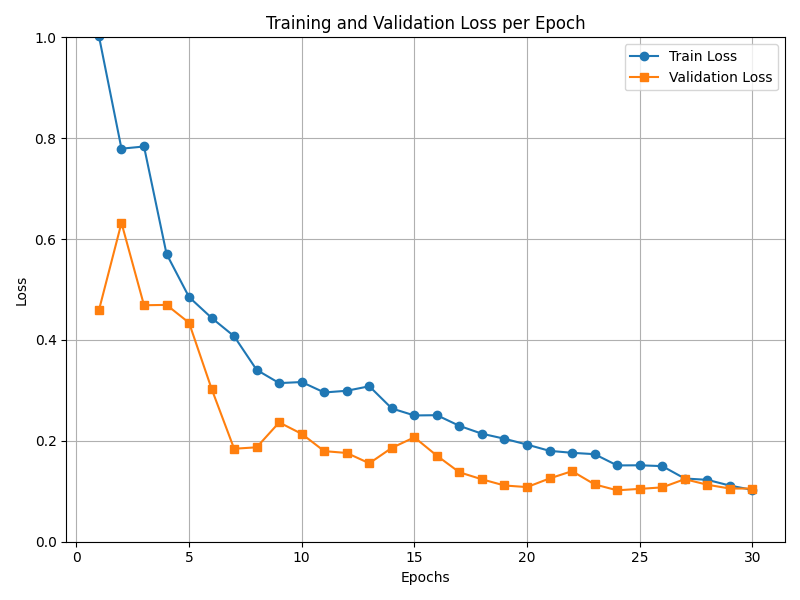 Training and Validation Loss per Epoch
Train Loss
Validation Loss
1.0
0.8
0.6
0.4
0.2
0.0
Loss
0 5 10 15 20 25 30
Epochs